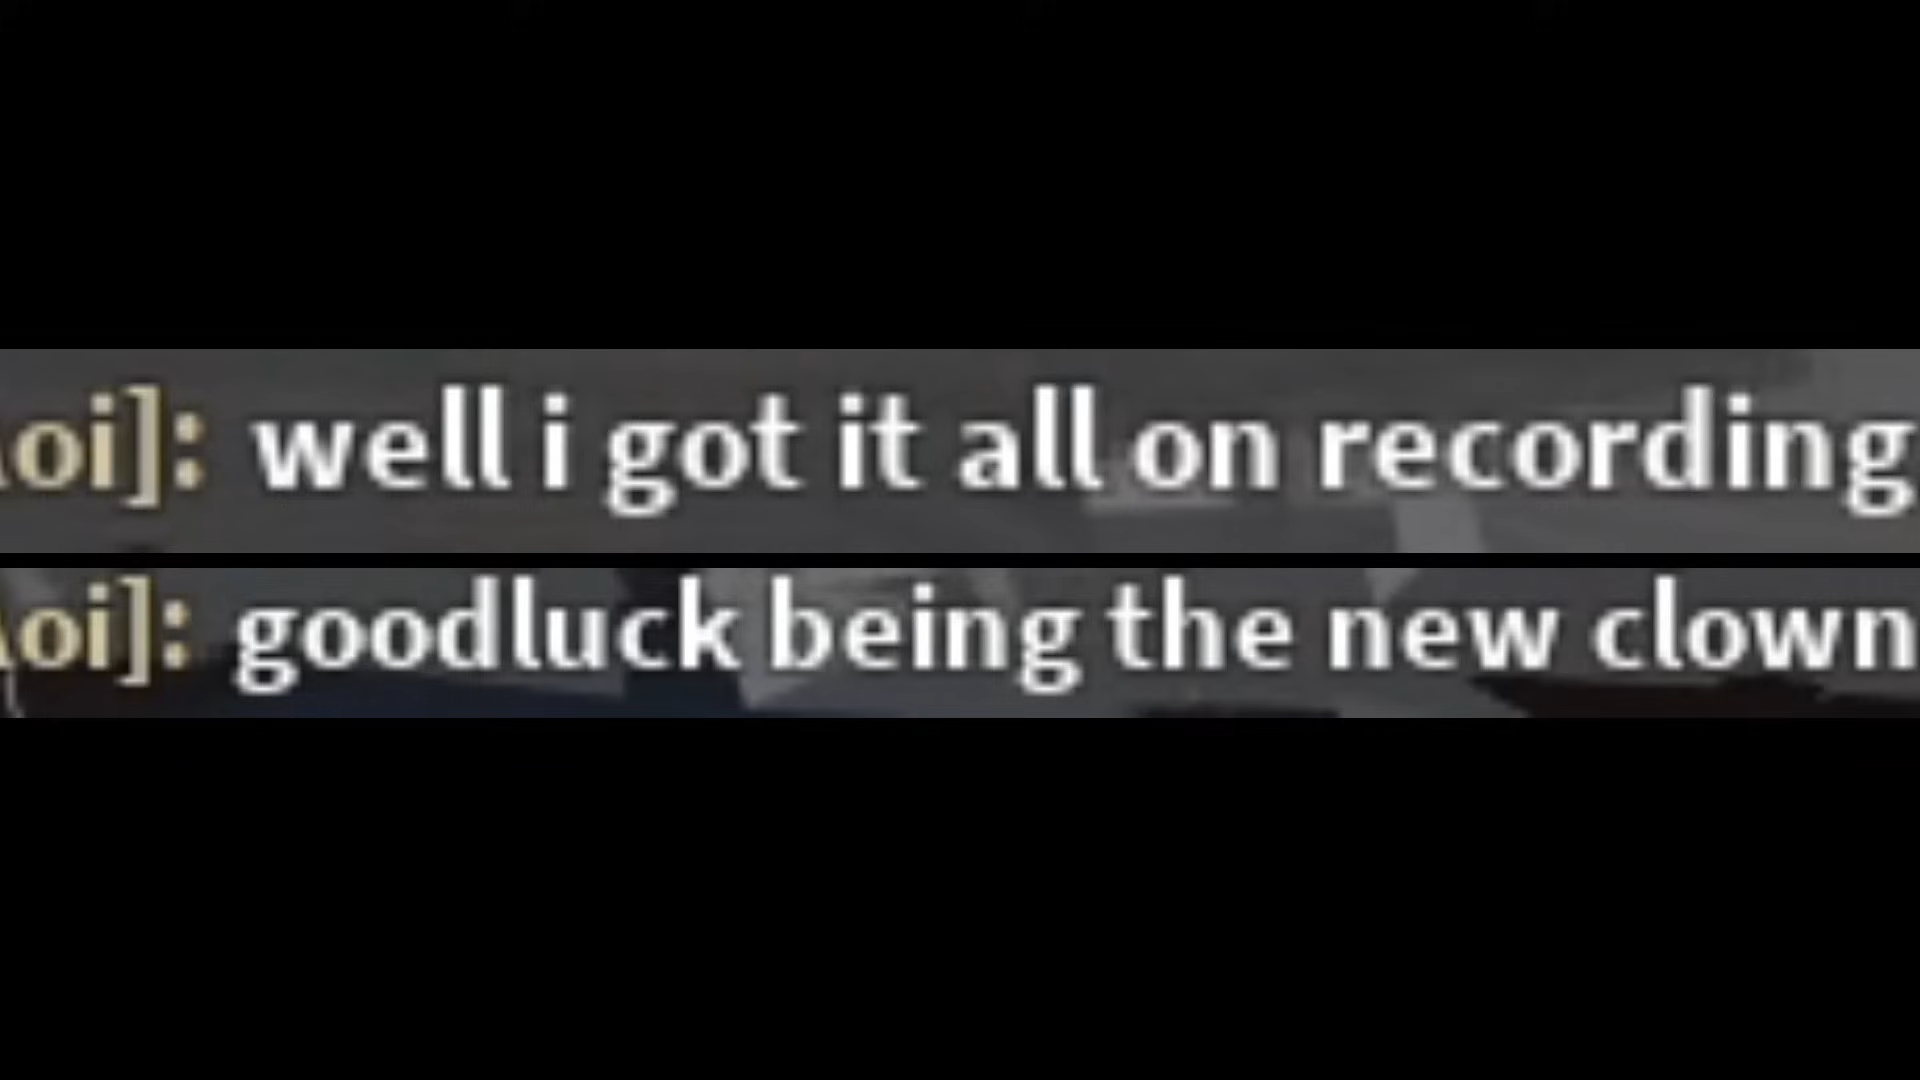 oi]: well i got it all on recording
oi]: goodluck being the new clown